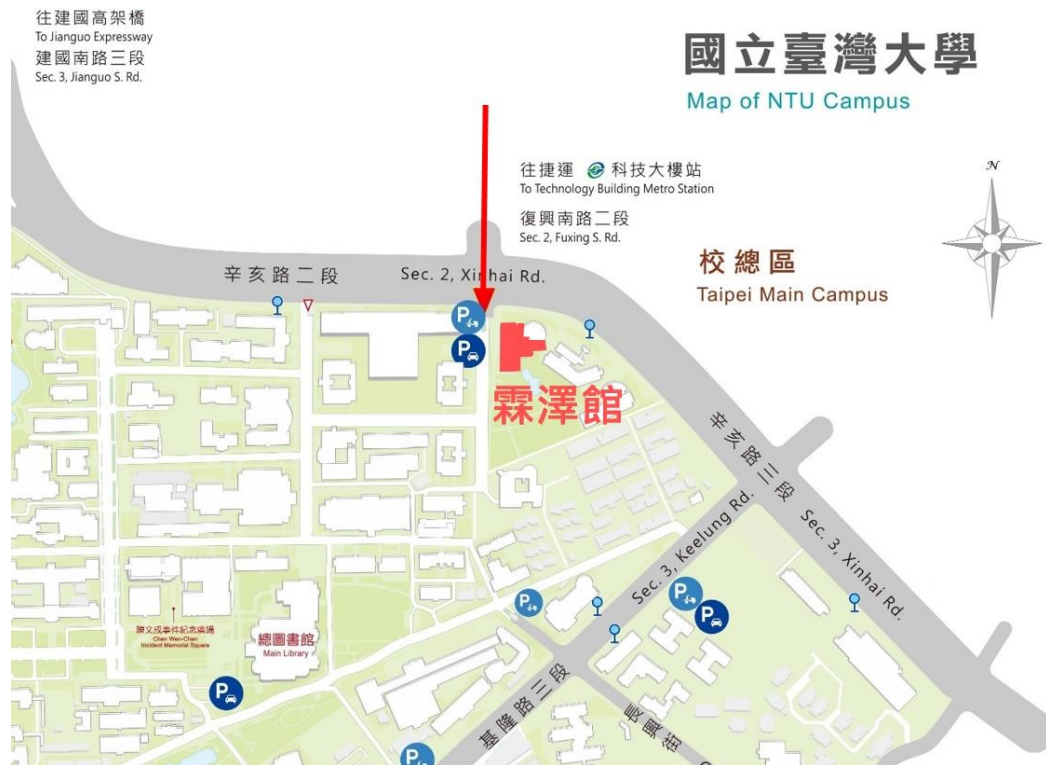 往建國高架橋
To Jianguo Expressway
建國南路三段
Sec. 3, Jianguo S. Rd.
國立臺灣大學
Map of NTU Campus
往捷運 科技大樓站
To Technology Building Metro Station
復興南路二段
Sec. 2, Fuxing S. Rd.
N
校總區
Taipei Main Campus
辛亥路二段 Sec. 2, Xinhai Rd.
P
P
霖澤館
辛亥路三段 Sec. 3, Xinhai Rd.
Sec. 3, Keelung Rd.
P
P
P
陳文成事件紀念廣場
Chen Wen-Chen
Incident Memorial Square
總圖書館
Main Library
P
基隆路三段
長興街
P